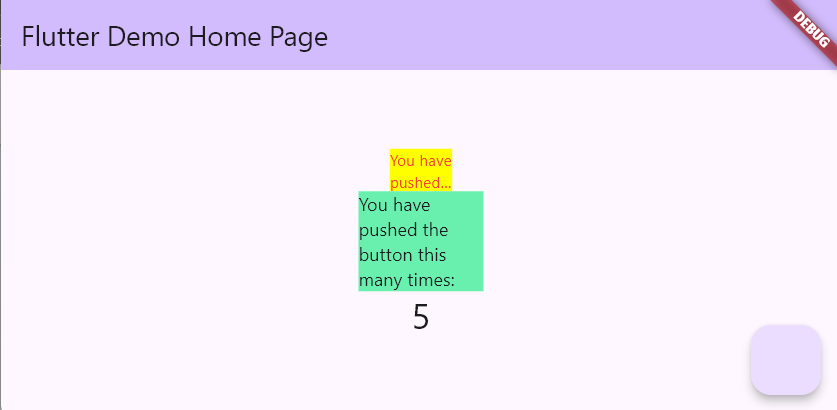 Flutter Demo Home Page
DEBUG
You have
pushed...
You have
pushed the
button this
many times:
5